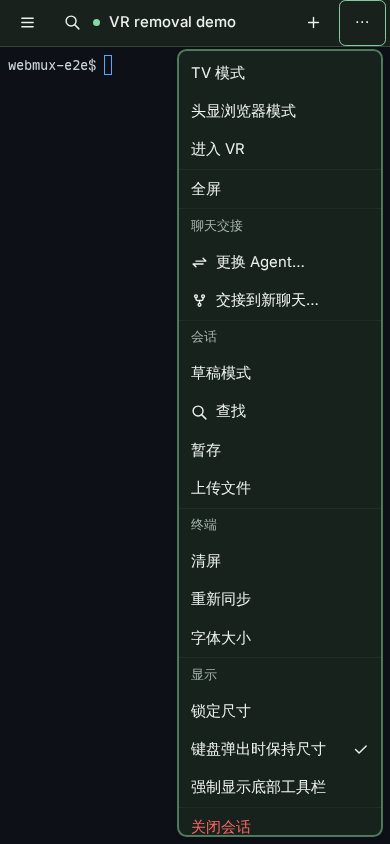 VR removal demo
webmux-e2e$
TV 模式
头显浏览器模式
进入 VR
全屏
聊天交接
更换 Agent...
交接到新聊天...
会话
草稿模式
查找
暂存
上传文件
终端
清屏
重新同步
字体大小
显示
锁定尺寸
键盘弹出时保持尺寸
强制显示底部工具栏
关闭会话